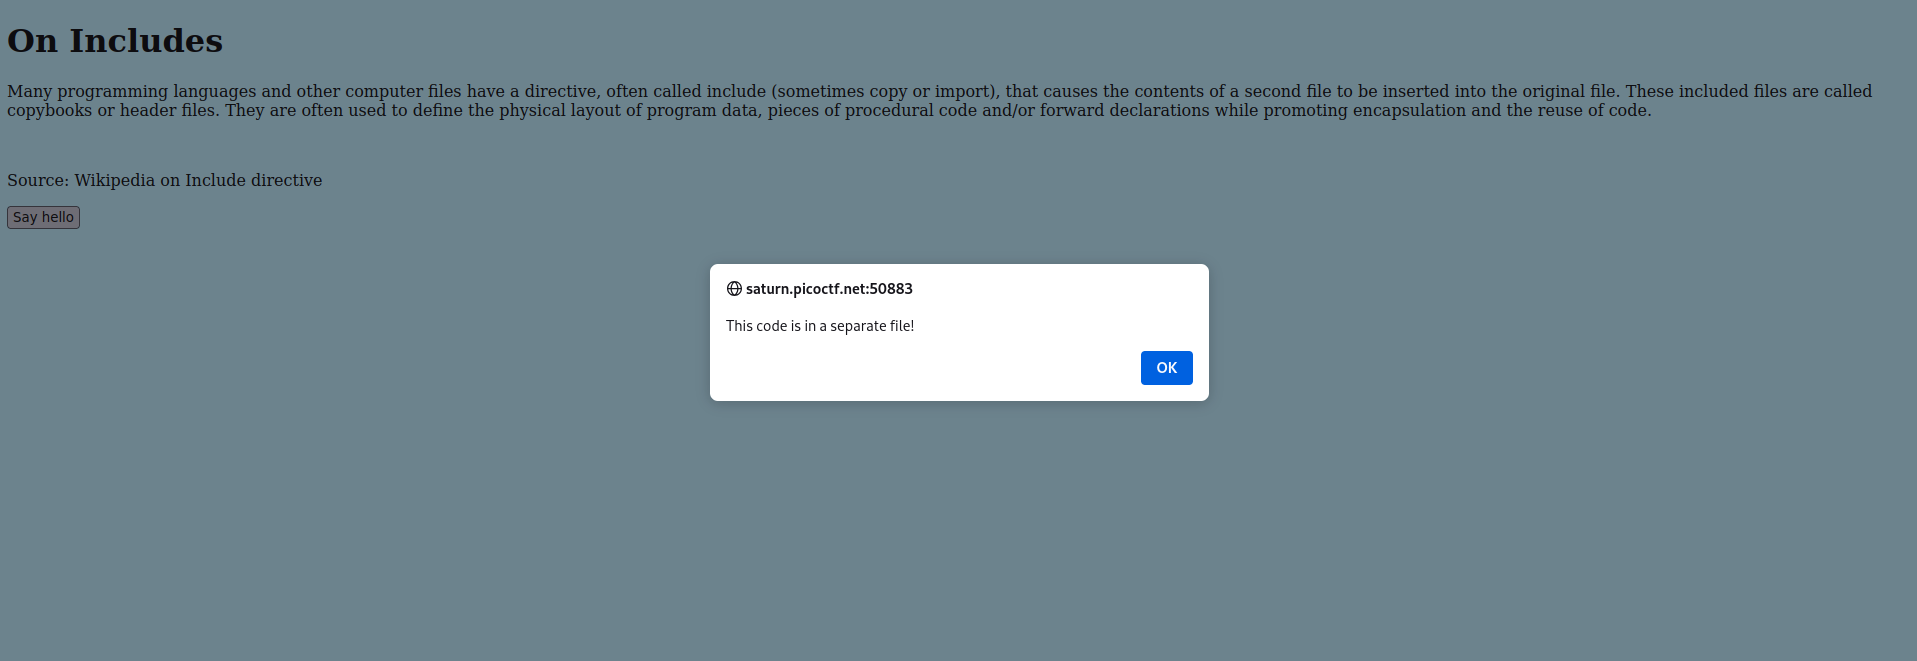 On Includes
Many programming languages and other computer files have a directive, often called include (sometimes copy or import), that causes the contents of a second file to be inserted into the original file. These included files are called
copybooks or header files. They are often used to define the physical layout of program data, pieces of procedural code and/or forward declarations while promoting encapsulation and the reuse of code.
Source: Wikipedia on Include directive
Say hello
saturn.picoctf.net:50883
This code is in a separate file!
OK